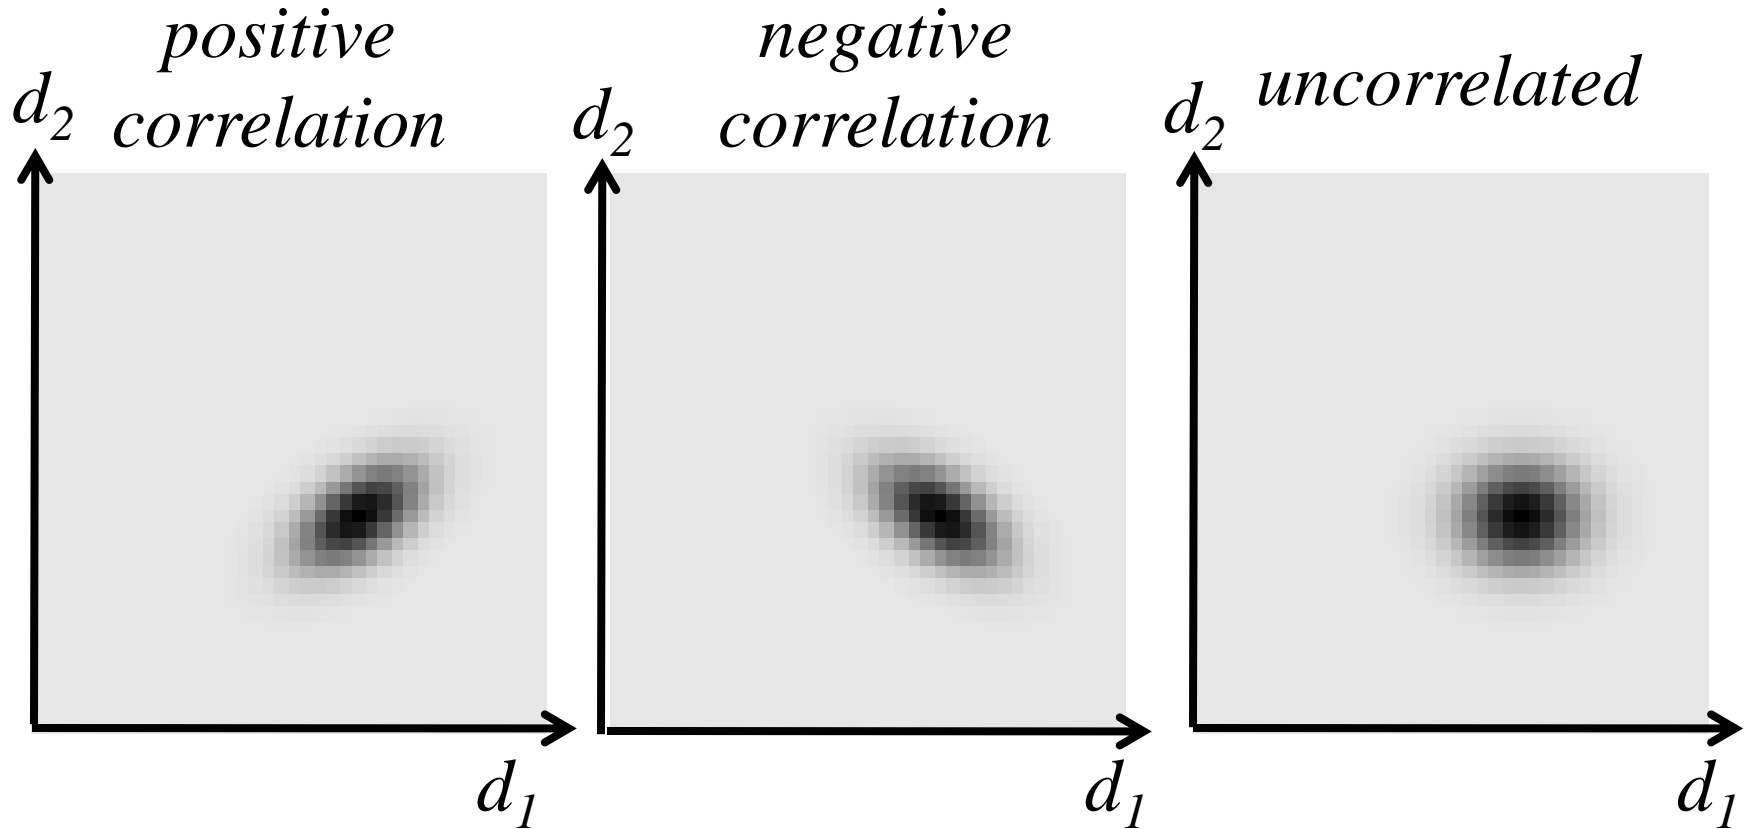 positive
correlation
d₂
d₁
negative
correlation
d₂
d₁
uncorrelated
d₂
d₁